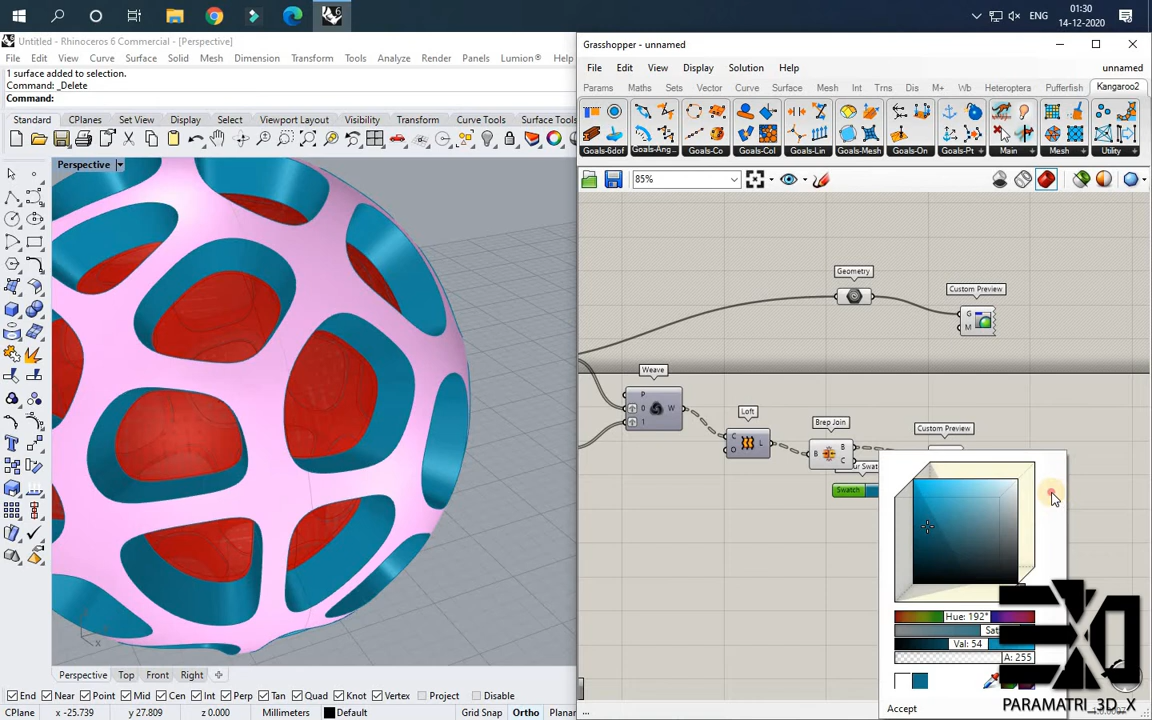 01:30
ENG
14-12-2020
Untitled - Rhinoceros 6 Commercial - [Perspective]
File Edit View Curve Surface Solid Mesh Dimension Transform Tools Analyze Render Panels Lumion® Help
1 surface added to selection.
Command: _Delete
Command:
Standard CPlanes Set View Display Select Viewport Layout Visibility Transform Curve Tools Surface Tools
Perspective
Perspective Top Front Right
End Near Point Mid Cen Int Perp Tan Quad Knot Vertex Project Disable
CPlane x -25.739 y 27.809 z 0.000 Millimeters Default Grid Snap Ortho Planar
Grasshopper - unnamed
File Edit View Display Solution Help
unnamed
Params Maths Sets Vector Curve Surface Mesh Int Trns Dis M+ Wb Heteroptera Pufferfish Kangaroo2
Goals-6dof Goals-Ang... Goals-Co Goals-Col Goals-Lin Goals-Mesh Goals-On Goals-Pt Main Mesh Utility
85%
Geometry
Custom Preview
G
M
Weave
P
0
1
W
Loft
C
O
L
Brep Join
B
B
C
Custom Preview
ur Swat
Swatch
Hue: 192°
Sat
Val: 54
A: 255
Accept
PARAMATRI_3D_X